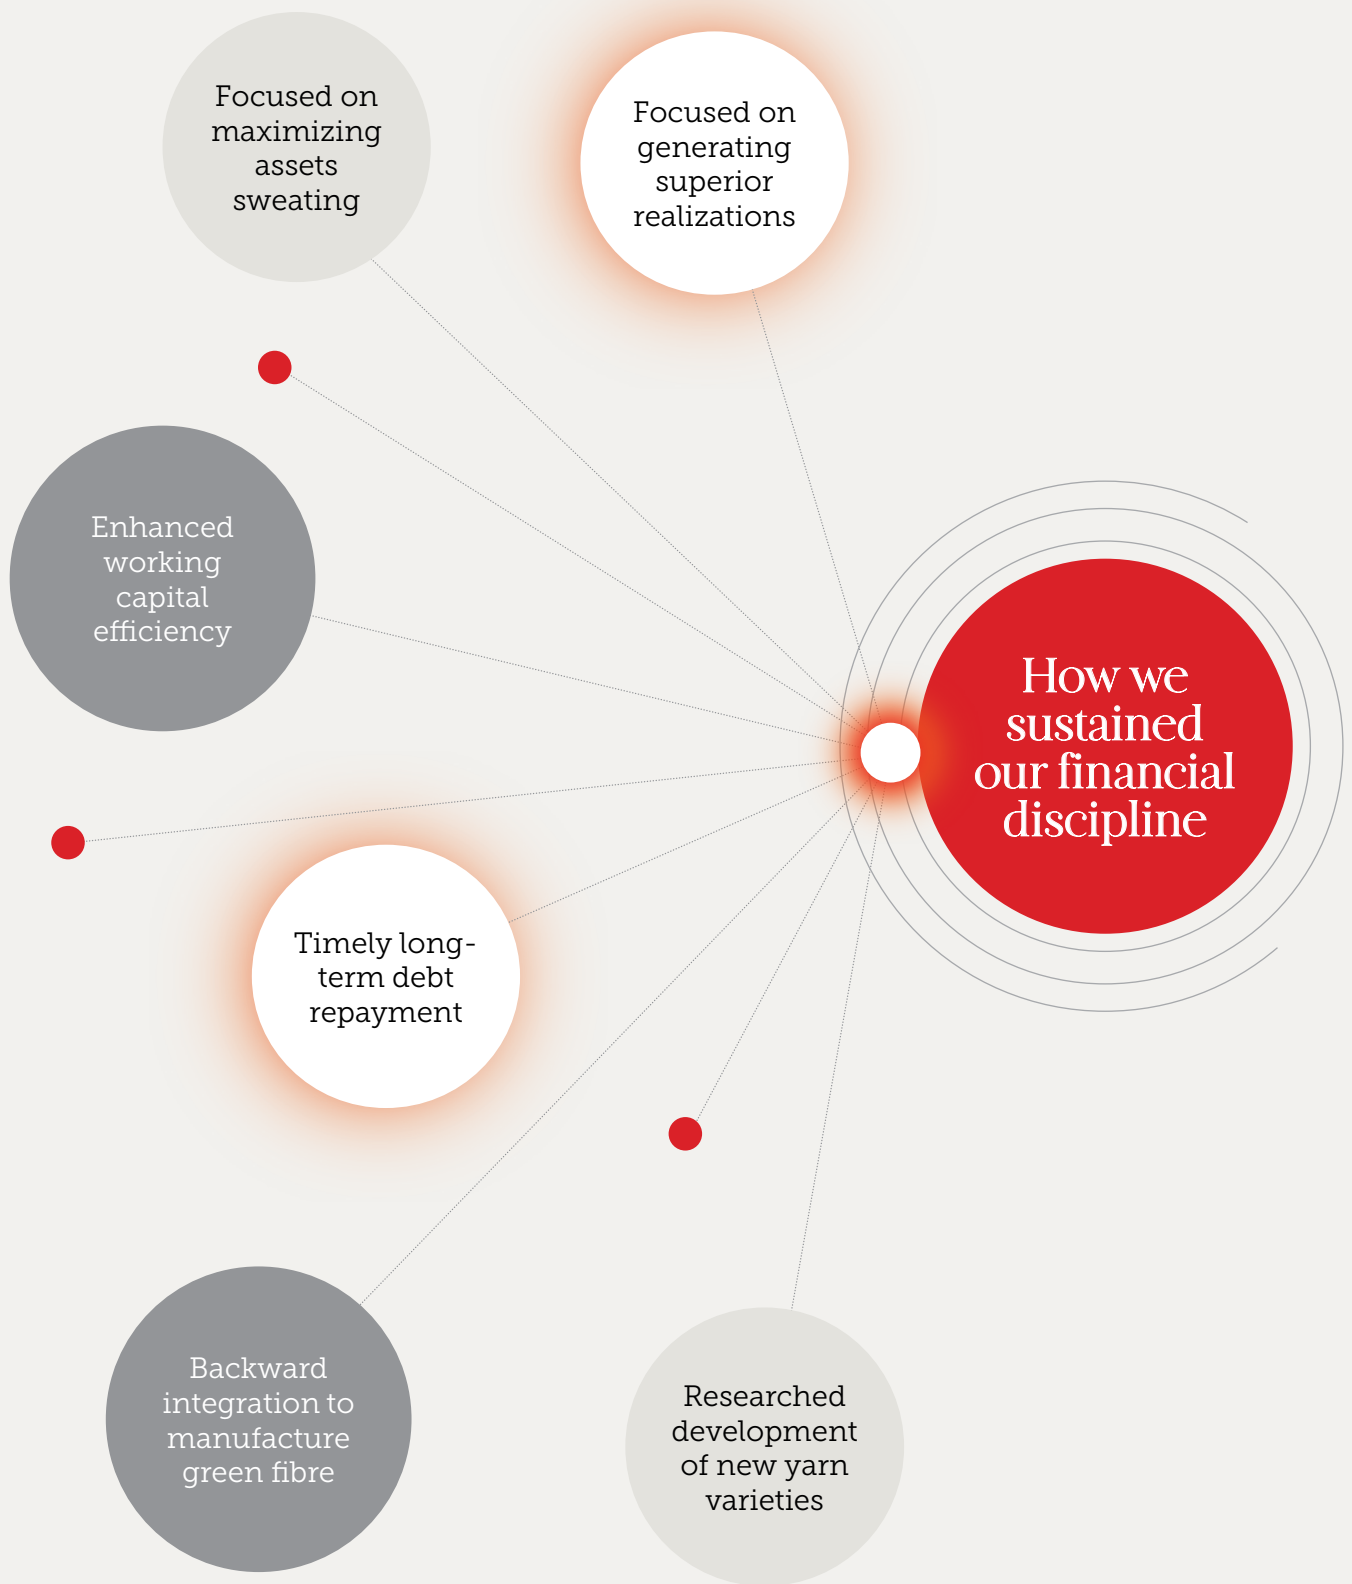 Focused on
maximizing
assets
sweating
Focused on
generating
superior
realizations
Enhanced
working
capital
efficiency
How we
sustained
our financial
discipline
Timely long-
term debt
repayment
Backward
integration to
manufacture
green fibre
Researched
development
of new yarn
varieties